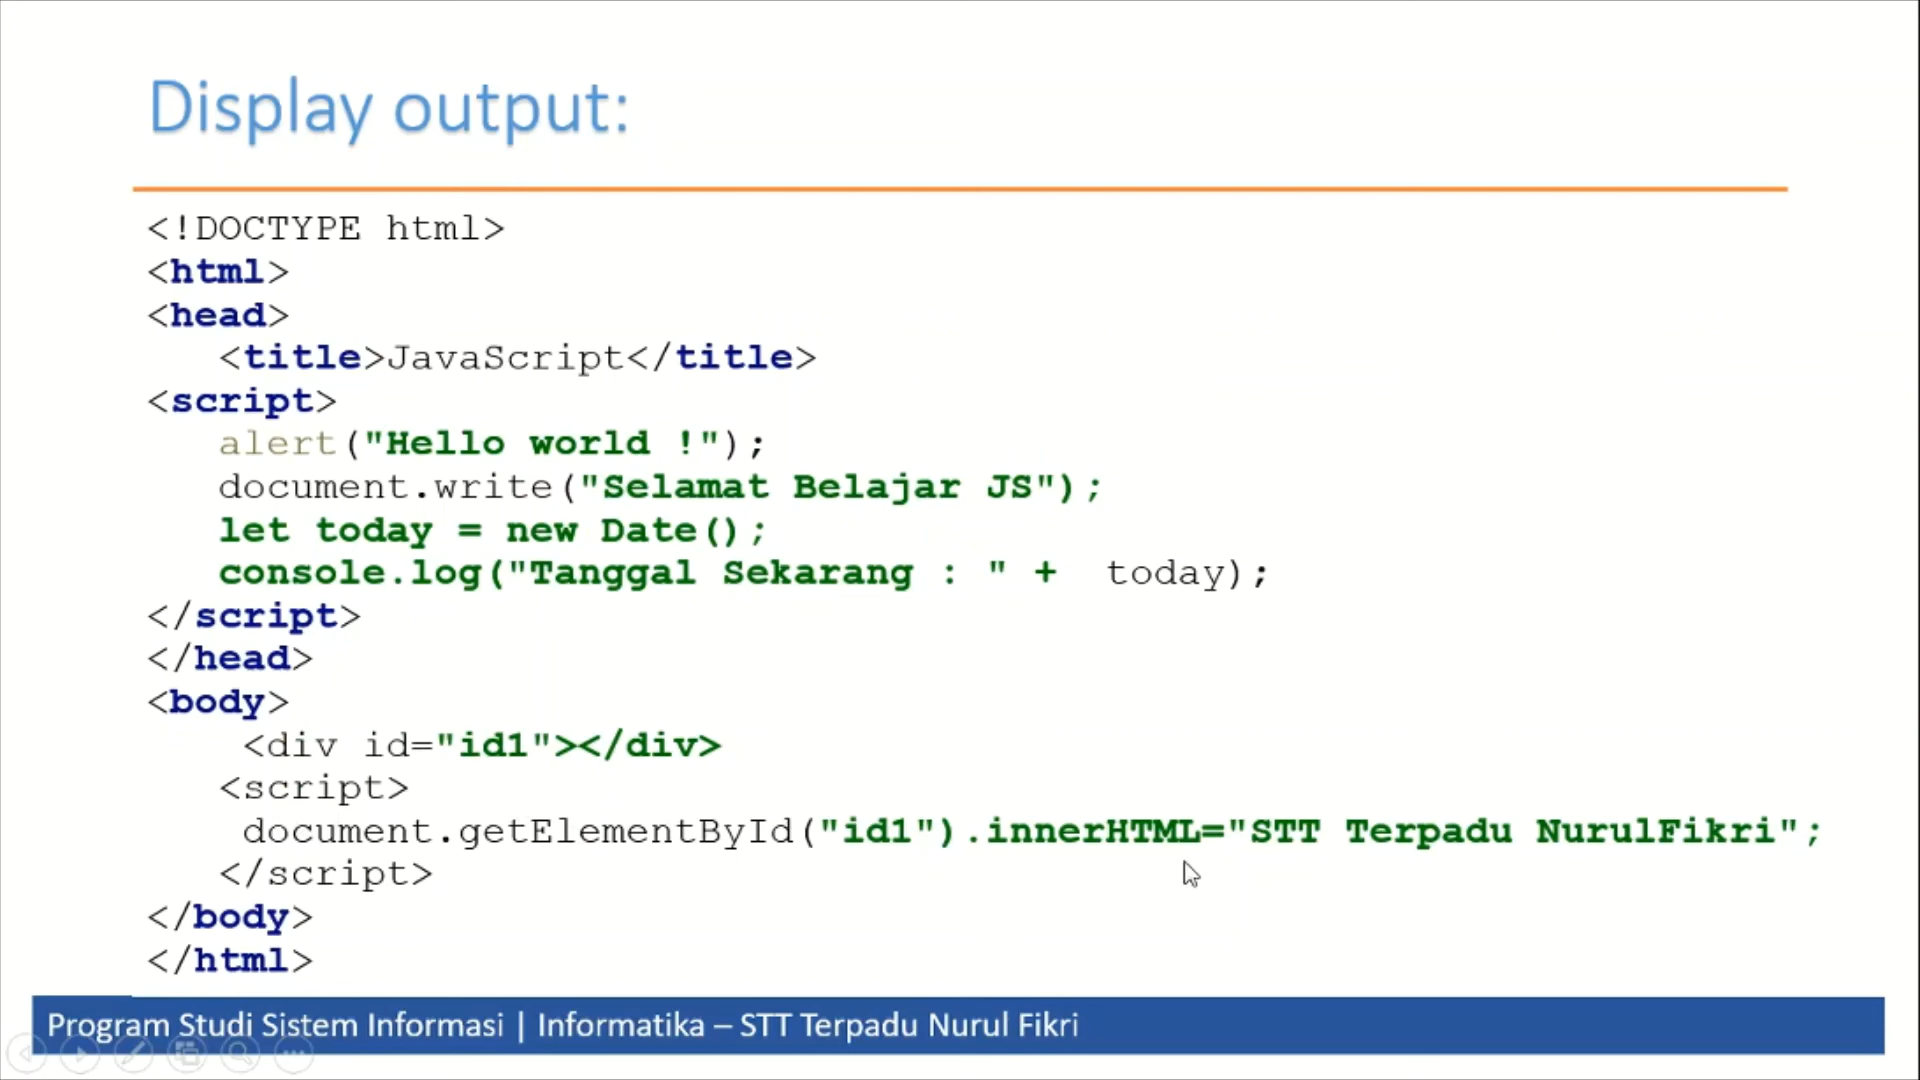 Display output:
<!DOCTYPE html>
<html>
<head>
<title>JavaScript</title>
<script>
alert("Hello world !");
document.write("Selamat Belajar JS");
let today = new Date();
console.log("Tanggal Sekarang : " +  today);
</script>
</head>
<body>
<div id="id1"></div>
<script>
document.getElementById("id1").innerHTML="STT Terpadu NurulFikri";
</script>
</body>
</html>
Program Studi Sistem Informasi | Informatika – STT Terpadu Nurul Fikri